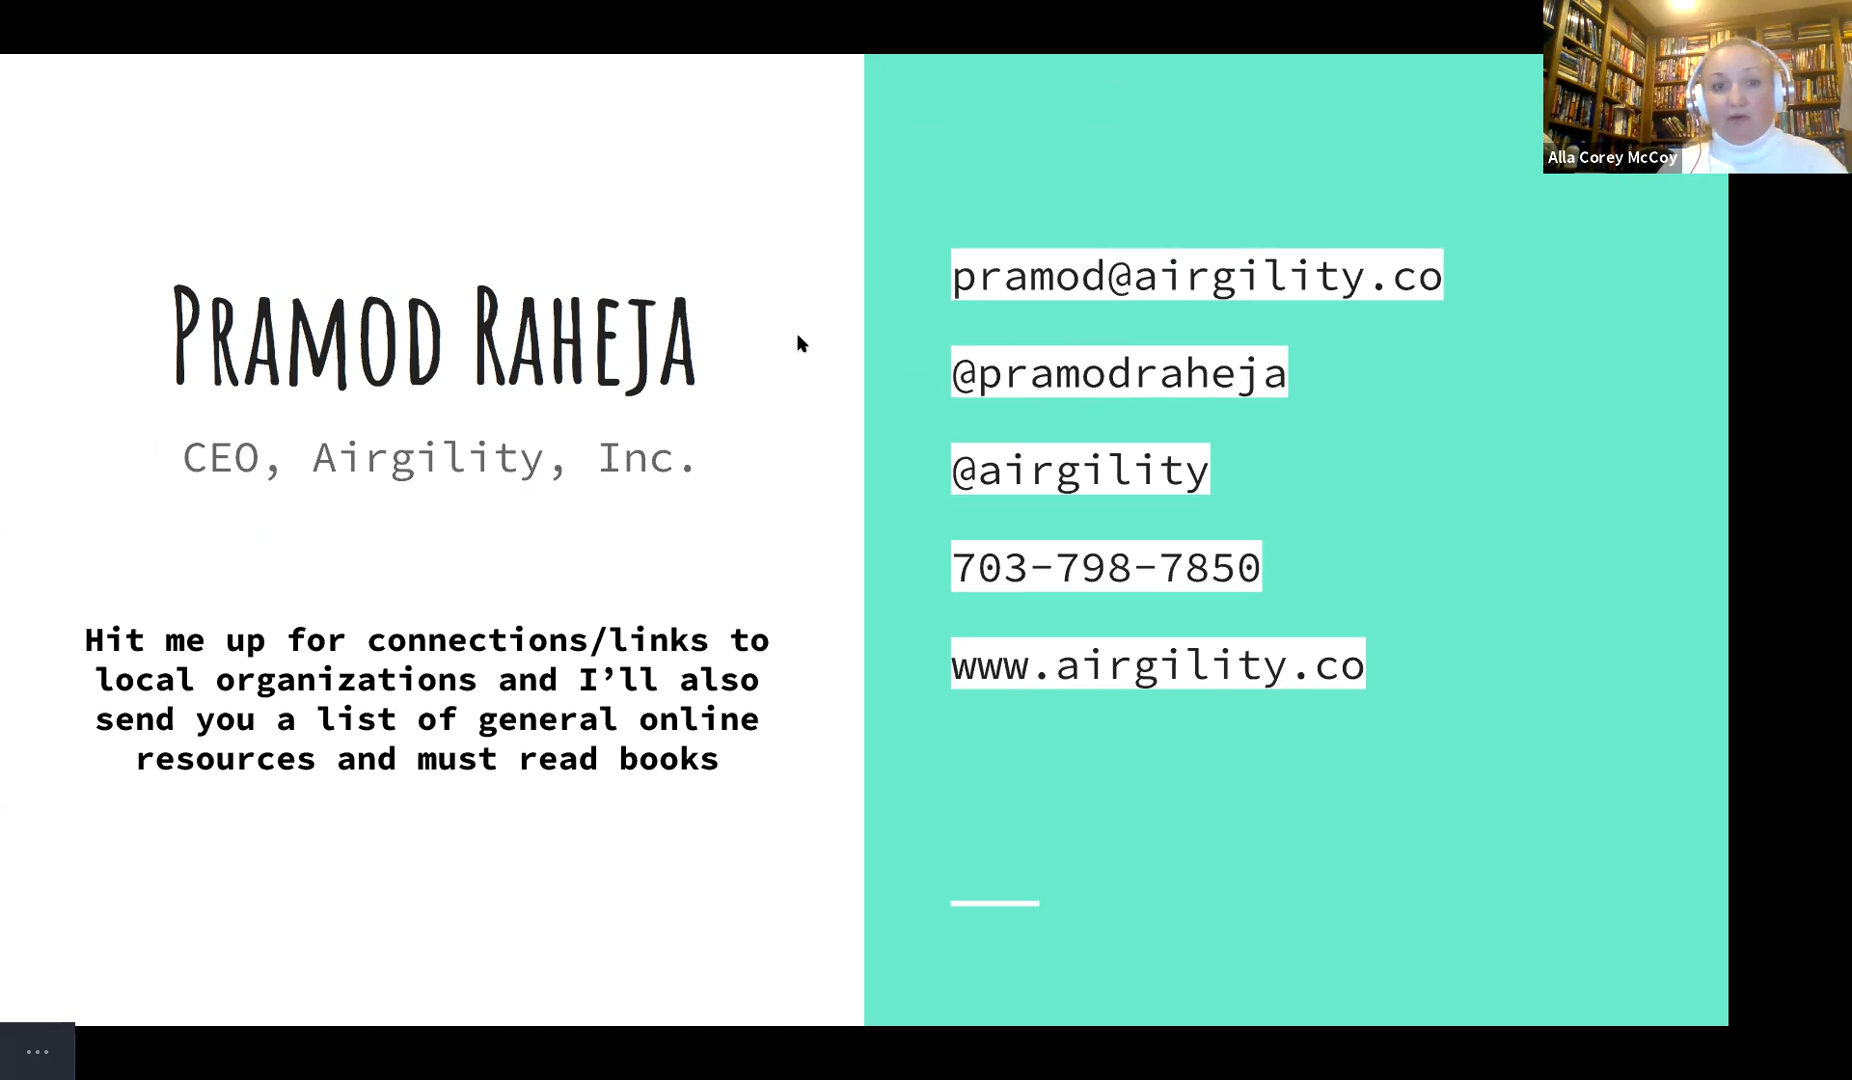 Alla Corey McCoy
PRAMOD RAHEJA
CEO, Airgility, Inc.
Hit me up for connections/links to
local organizations and I’ll also
send you a list of general online
resources and must read books
pramod@airgility.co
@pramodraheja
@airgility
703-798-7850
www.airgility.co